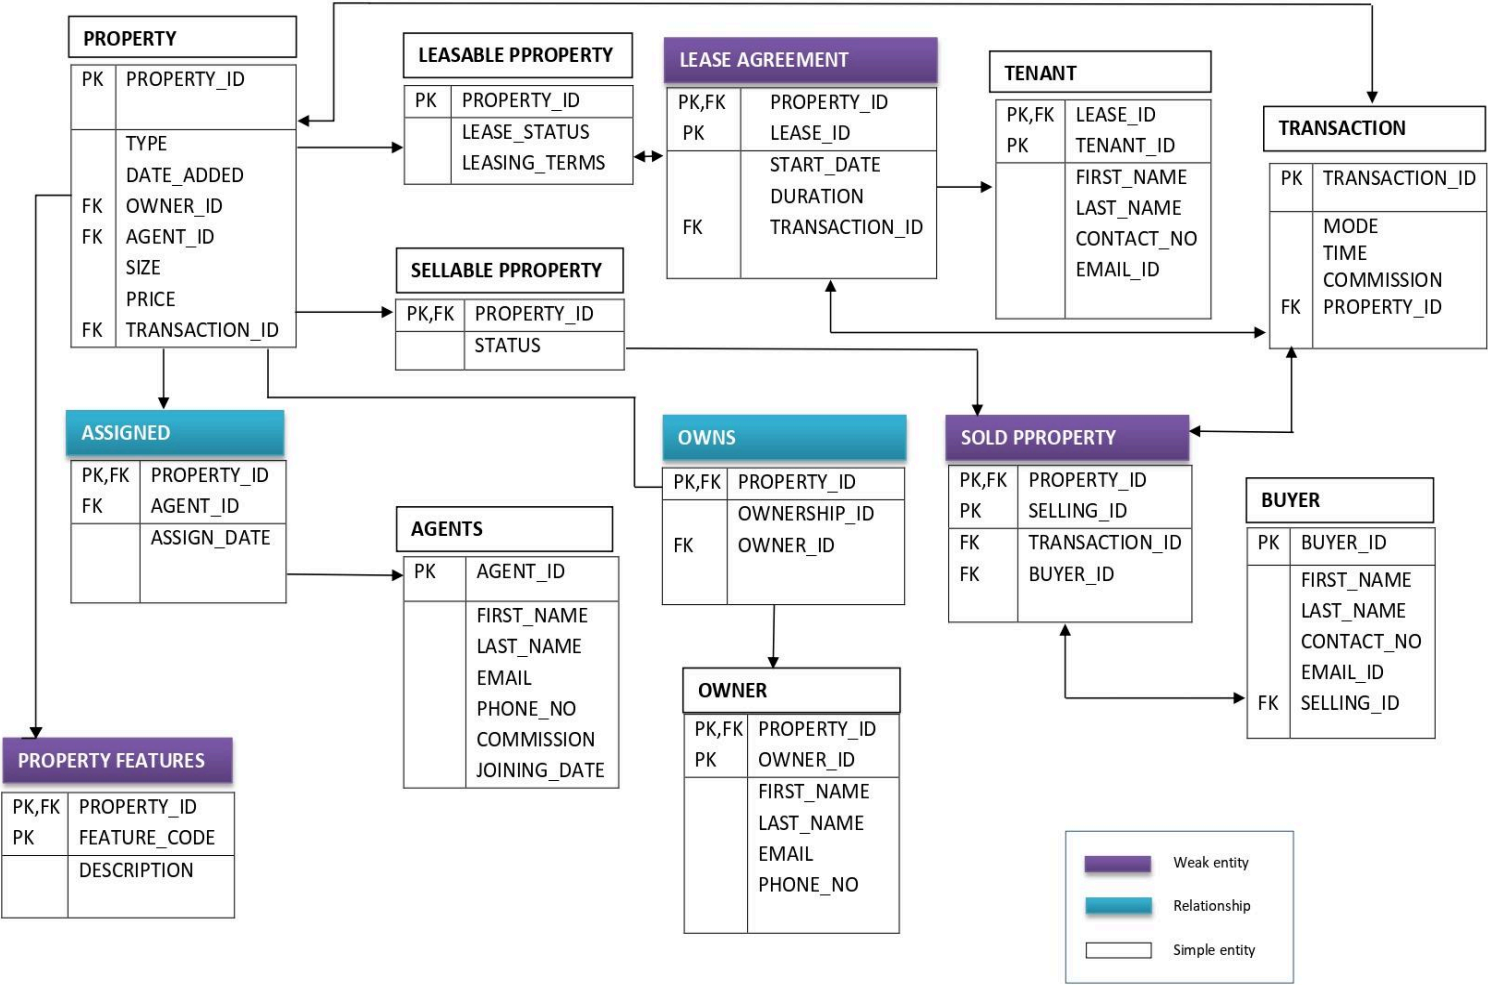 PROPERTY
PK PROPERTY_ID
TYPE
DATE_ADDED
FK OWNER_ID
FK AGENT_ID
SIZE
PRICE
FK TRANSACTION_ID
LEASABLE PPROPERTY
PK PROPERTY_ID
LEASE_STATUS
LEASING_TERMS
LEASE AGREEMENT
PK,FK PROPERTY_ID
PK LEASE_ID
START_DATE
DURATION
FK TRANSACTION_ID
TENANT
PK,FK LEASE_ID
PK TENANT_ID
FIRST_NAME
LAST_NAME
CONTACT_NO
EMAIL_ID
TRANSACTION
PK TRANSACTION_ID
MODE
TIME
COMMISSION
FK PROPERTY_ID
SELLABLE PPROPERTY
PK,FK PROPERTY_ID
STATUS
ASSIGNED
PK,FK PROPERTY_ID
FK AGENT_ID
ASSIGN_DATE
AGENTS
PK AGENT_ID
FIRST_NAME
LAST_NAME
EMAIL
PHONE_NO
COMMISSION
JOINING_DATE
OWNS
PK,FK PROPERTY_ID
OWNERSHIP_ID
FK OWNER_ID
SOLD PPROPERTY
PK,FK PROPERTY_ID
PK SELLING_ID
FK TRANSACTION_ID
FK BUYER_ID
BUYER
PK BUYER_ID
FIRST_NAME
LAST_NAME
CONTACT_NO
EMAIL_ID
FK SELLING_ID
OWNER
PK,FK PROPERTY_ID
PK OWNER_ID
FIRST_NAME
LAST_NAME
EMAIL
PHONE_NO
PROPERTY FEATURES
PK,FK PROPERTY_ID
PK FEATURE_CODE
DESCRIPTION
Weak entity
Relationship
Simple entity